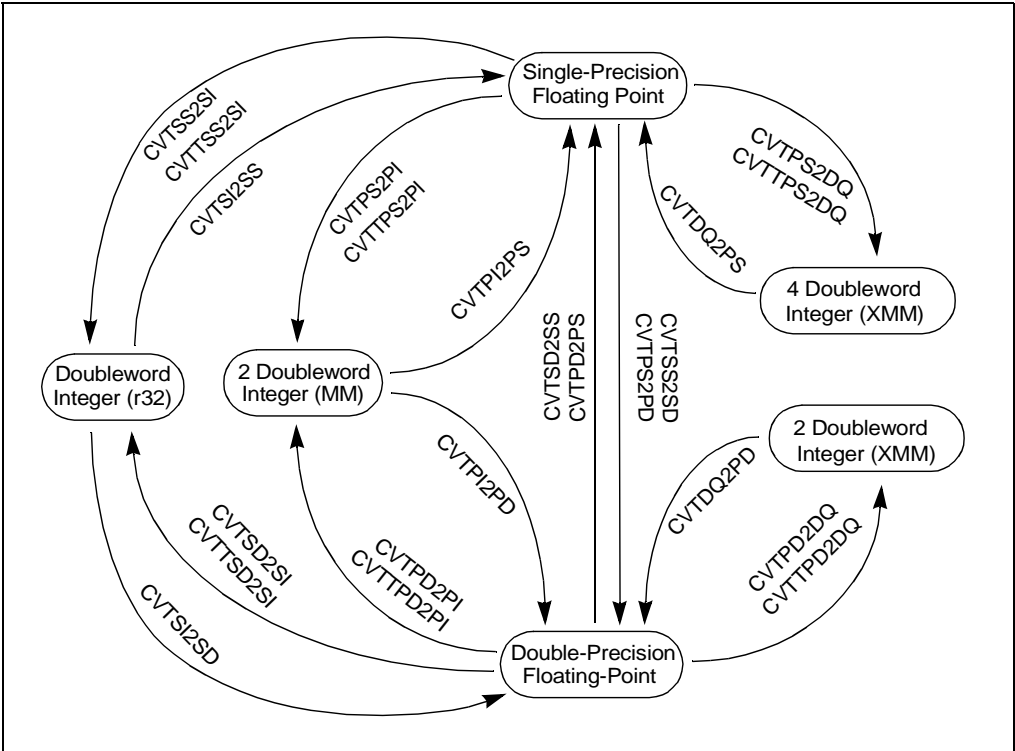 Single-Precision
Floating Point
CVTSS2SI
CVTTSS2SI
CVTSI2SS
CVTPS2PI
CVTTPS2PI
CVTPI2PS
CVTPS2DQ
CVTTPS2DQ
CVTDQ2PS
4 Doubleword
Integer (XMM)
Doubleword
Integer (r32)
2 Doubleword
Integer (MM)
CVTSD2SS
CVTPD2PS
CVTSS2SD
CVTPS2PD
2 Doubleword
Integer (XMM)
CVTPI2PD
CVTDQ2PD
CVTSD2SI
CVTTSD2SI
CVTPD2PI
CVTTPD2PI
CVTPD2DQ
CVTTPD2DQ
CVTSI2SD
Double-Precision
Floating-Point